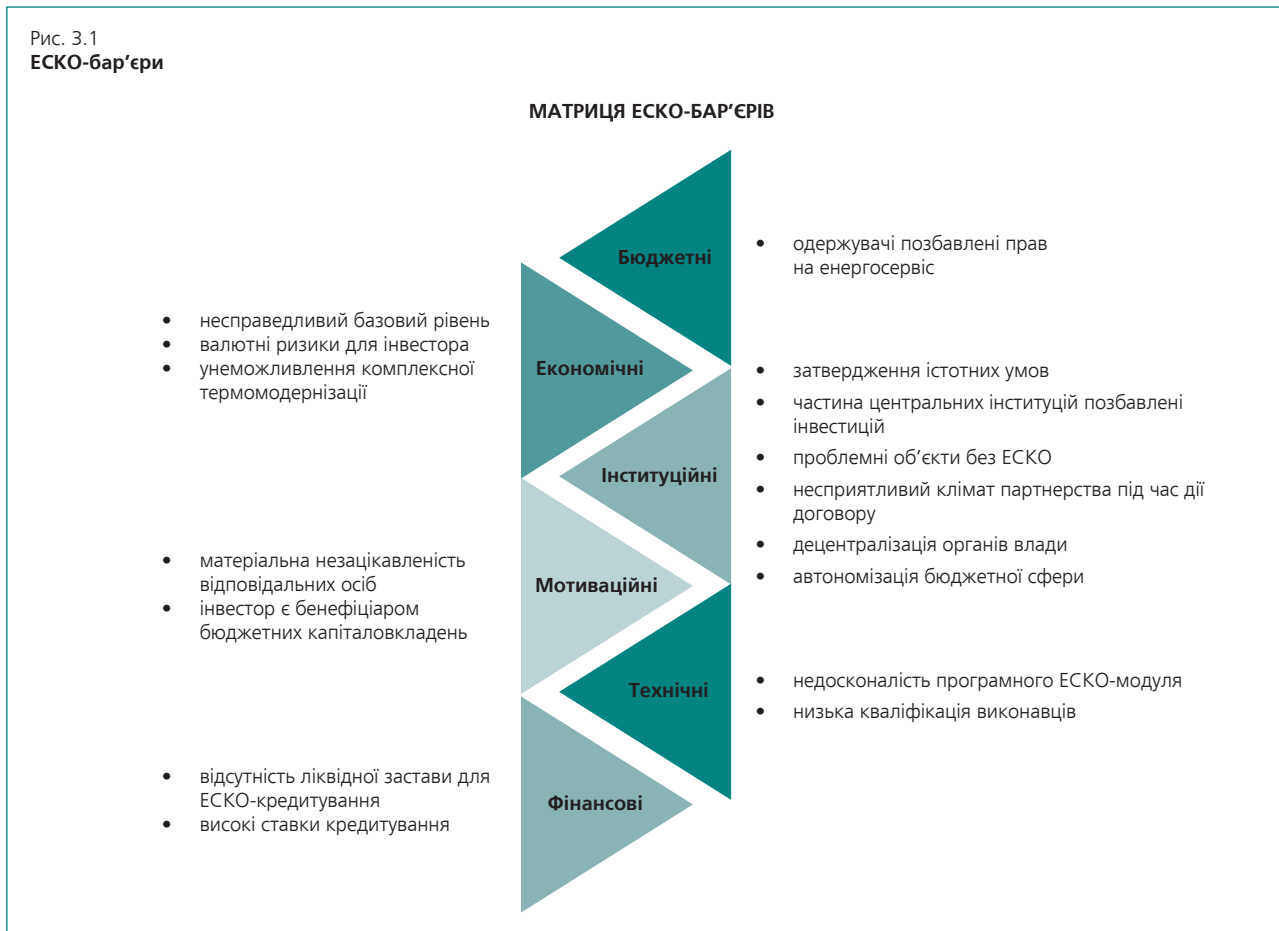 Рис. 3.1
ЕСКО-бар’єри
МАТРИЦЯ ЕСКО-БАР’ЄРІВ
Бюджетні
• одержувачі позбавлені прав
на енергосервіс
• несправедливий базовий рівень
• валютні ризики для інвестора
• унеможливлення комплексної
термомодернізації
Економічні
Інституційні
• затвердження істотних умов
• частина центральних інституцій позбавлені
інвестицій
• проблемні об’єкти без ЕСКО
• несприятливий клімат партнерства під час дії
договору
• децентралізація органів влади
• автономізація бюджетної сфери
• матеріальна незацікавленість
відповідальних осіб
• інвестор є бенефіціаром
бюджетних капіталовкладень
Мотиваційні
Технічні
• недосконалість програмного ЕСКО-модуля
• низька кваліфікація виконавців
• відсутність ліквідної застави для
ЕСКО-кредитування
• високі ставки кредитування
Фінансові